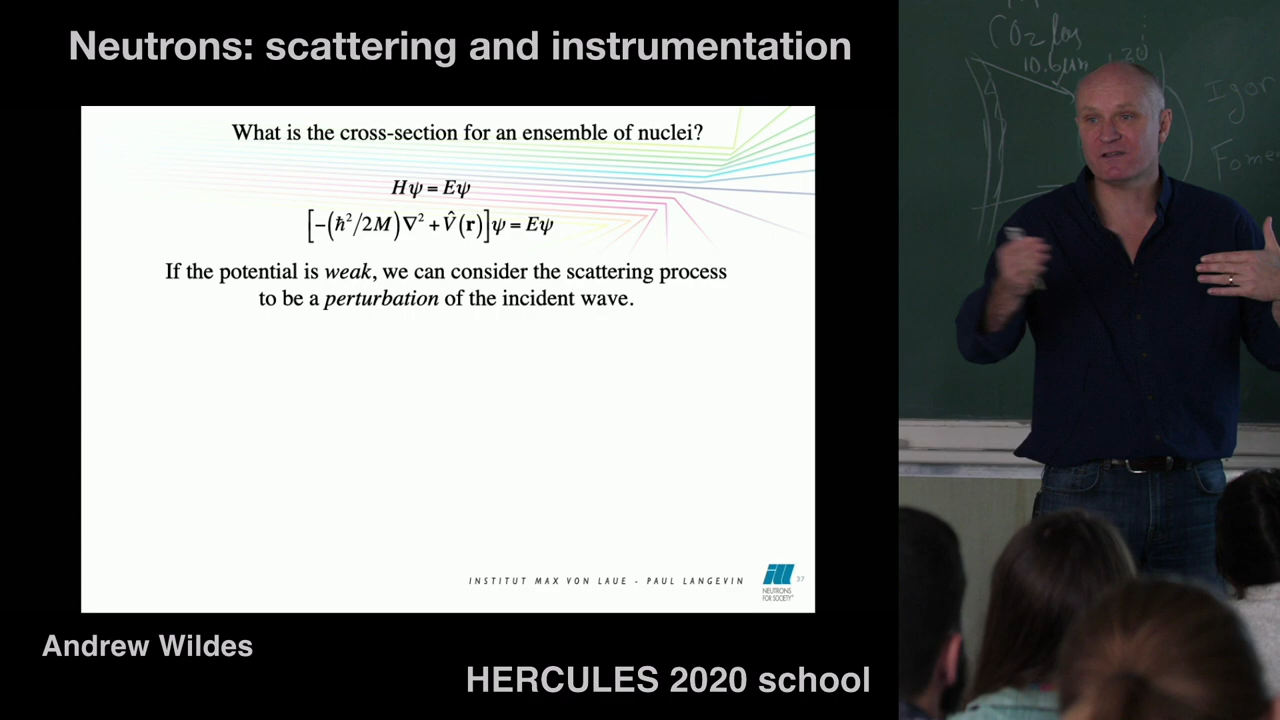 Neutrons: scattering and instrumentation
What is the cross-section for an ensemble of nuclei?
Hψ = Eψ
[-(ħ²/2M)∇² + V̂(r)]ψ = Eψ
If the potential is weak, we can consider the scattering process
to be a perturbation of the incident wave.
INSTITUT MAX VON LAUE - PAUL LANGEVIN
ill
NEUTRONS
FOR SOCIETY
37
Andrew Wildes
HERCULES 2020 school
CO2 las
10.6μm
Igor
Fome